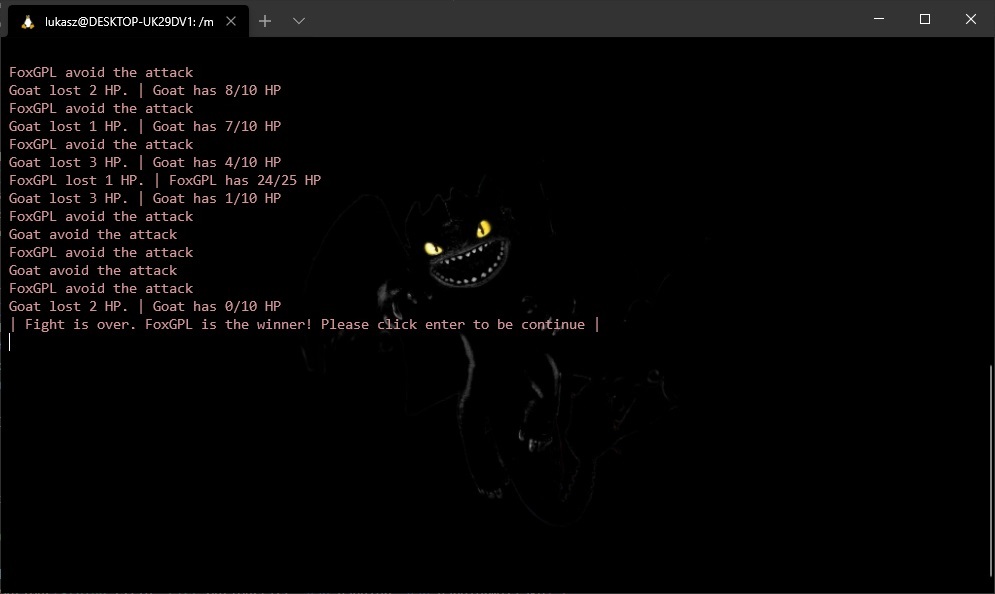 lukasz@DESKTOP-UK29DV1: /m
FoxGPL avoid the attack
Goat lost 2 HP. | Goat has 8/10 HP
FoxGPL avoid the attack
Goat lost 1 HP. | Goat has 7/10 HP
FoxGPL avoid the attack
Goat lost 3 HP. | Goat has 4/10 HP
FoxGPL lost 1 HP. | FoxGPL has 24/25 HP
Goat lost 3 HP. | Goat has 1/10 HP
FoxGPL avoid the attack
Goat avoid the attack
FoxGPL avoid the attack
Goat avoid the attack
FoxGPL avoid the attack
Goat lost 2 HP. | Goat has 0/10 HP
| Fight is over. FoxGPL is the winner! Please click enter to be continue |